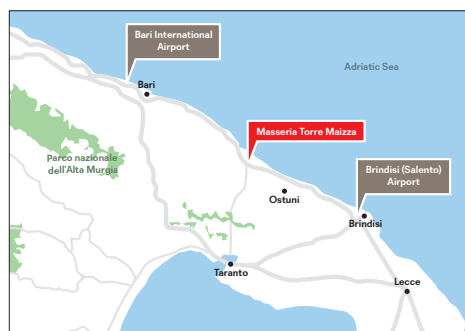 Bari International
Airport
Adriatic Sea
Bari
Masseria Torre Maizza
Parco nazionale
dell'Alta Murgia
Brindisi (Salento)
Airport
Ostuni
Brindisi
Taranto
Lecce